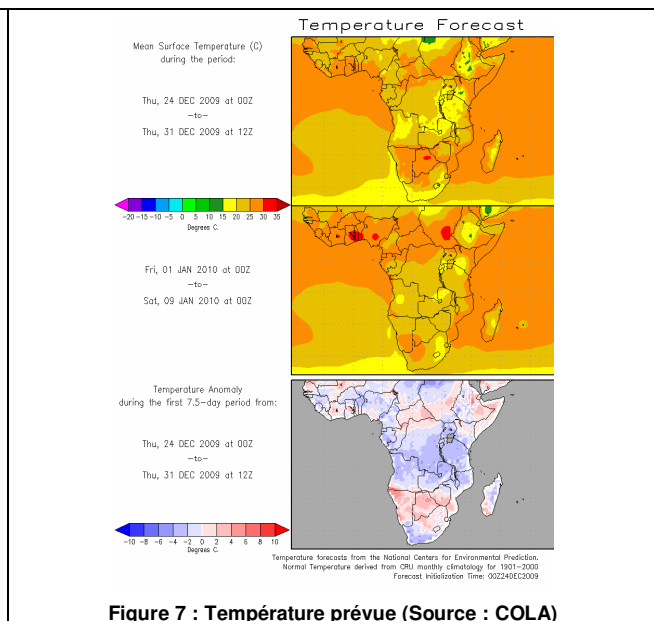 Temperature Forecast
Mean Surface Temperature (C)
during the period:
Thu, 24 DEC 2009 at 00Z
-to-
Thu, 31 DEC 2009 at 12Z
-20 -15 -10 -5 0 5 10 15 20 25 30 35
Degrees C.
Fri, 01 JAN 2010 at 00Z
-to-
Sat, 09 JAN 2010 at 00Z
Temperature Anomaly
during the first 7.5-day period from:
Thu, 24 DEC 2009 at 00Z
-to-
Thu, 31 DEC 2009 at 12Z
-10 -8 -6 -4 -2 0 2 4 6 8 10
Degrees C.
Temperature forecasts from the National Centers for Environmental Prediction.
Normal Temperature derived from CRU monthly climatology for 1901-2000
Forecast Initialization Time: 00Z24DEC2009
Figure 7 : Température prévue (Source : COLA)